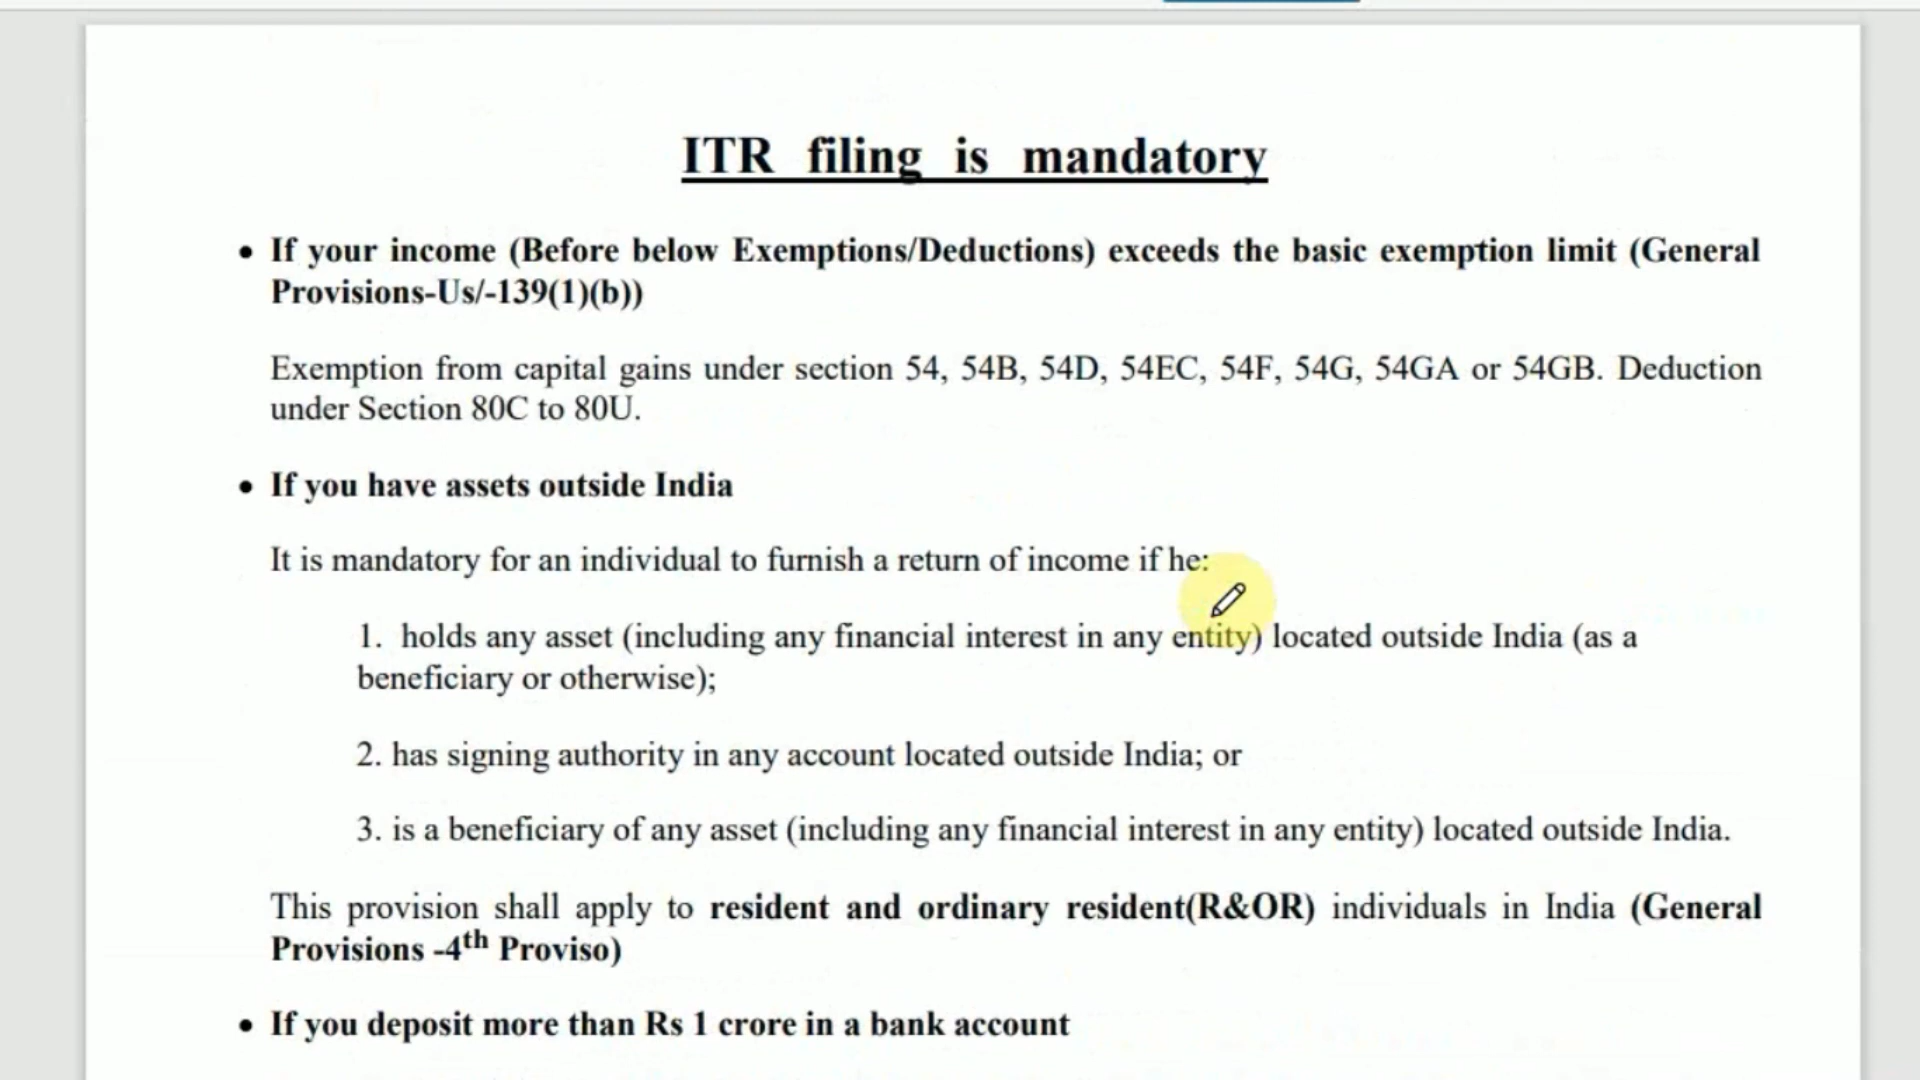 ITR filing is mandatory
• If your income (Before below Exemptions/Deductions) exceeds the basic exemption limit (General
Provisions-Us/-139(1)(b))
Exemption from capital gains under section 54, 54B, 54D, 54EC, 54F, 54G, 54GA or 54GB. Deduction
under Section 80C to 80U.
• If you have assets outside India
It is mandatory for an individual to furnish a return of income if he:
1. holds any asset (including any financial interest in any entity) located outside India (as a
beneficiary or otherwise);
2. has signing authority in any account located outside India; or
3. is a beneficiary of any asset (including any financial interest in any entity) located outside India.
This provision shall apply to resident and ordinary resident(R&OR) individuals in India (General
Provisions -4th Proviso)
• If you deposit more than Rs 1 crore in a bank account